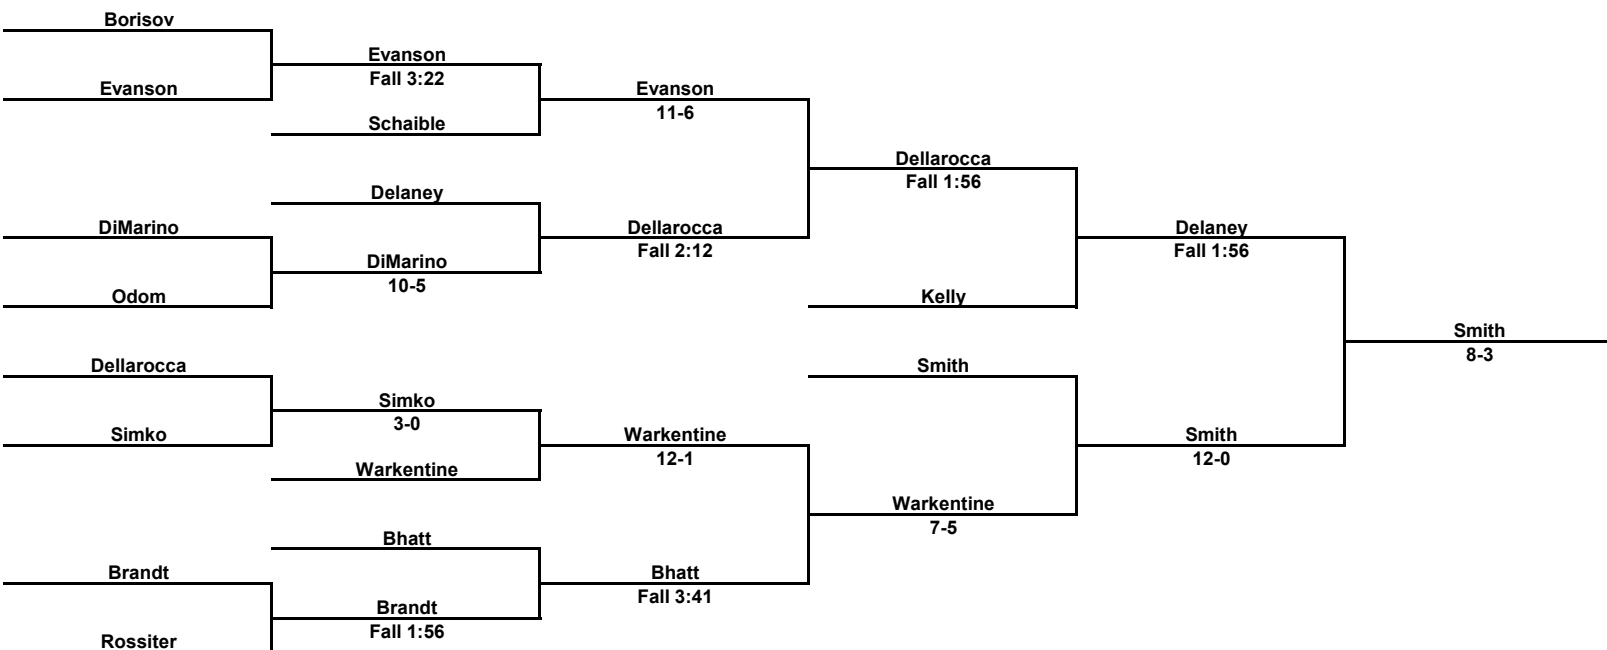 Borisov
Evanson
Fall 3:22
Evanson
Evanson
11-6
Schaible
Dellarocca
Fall 1:56
Delaney
DiMarino
Dellarocca
Fall 2:12
Delaney
Fall 1:56
DiMarino
10-5
Odom
Kelly
Smith
8-3
Dellarocca
Smith
Simko
3-0
Simko
Warkentine
12-1
Smith
12-0
Warkentine
Warkentine
7-5
Bhatt
Brandt
Bhatt
Fall 3:41
Brandt
Fall 1:56
Rossiter